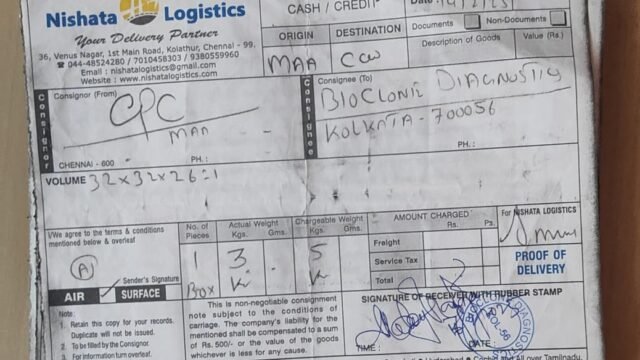 Nishata Logistics
Your Delivery Partner
36, Venus Nagar, 1st Main Road, Kolathur, Chennai - 99.
044-48524280 / 7010458303 / 9380559960
Email : nishatalogistics@gmail.com
Website : www.nishatalogistics.com
CASH / CREDIT
Date :
ORIGIN DESTINATION
MAA CCU
Documents Non-Documents
Description of Goods Value (Rs.)
Consignor
Consignor (From)
CPC
MAA
CHENNAI - 600 PH. :
Consignee
Consignee (To)
BIOCLONIC DIAGNOSTICS
KOLKATA - 700056
PH. :
VOLUME 32 x 32 x 26 = 1
I/We agree to the terms & conditions
mentioned below & overleaf
A
Sender's Signature
AIR SURFACE
No. of Pieces
1
Box
Actual Weight
Kgs. Gms.
3
Chargeable Weight
Kgs. Gms.
5
AMOUNT CHARGED
Rs. Ps.
Freight
Service Tax
Total
For NISHATA LOGISTICS
PROOF OF
DELIVERY
Note:
1. Retain this copy for your records.
Duplicate will not be issued.
2. To be filled by the Consignor.
3. For information turn overleaf.
This is non-negotiable consignment
note subject to the conditions of
carriage. The company's liability for the
mentioned shall be compensated to a sum
of Rs. 500/- or the value of the goods
whichever is less for any cause.
SIGNATURE OF RECEIVER WITH RUBBER STAMP
TIME :